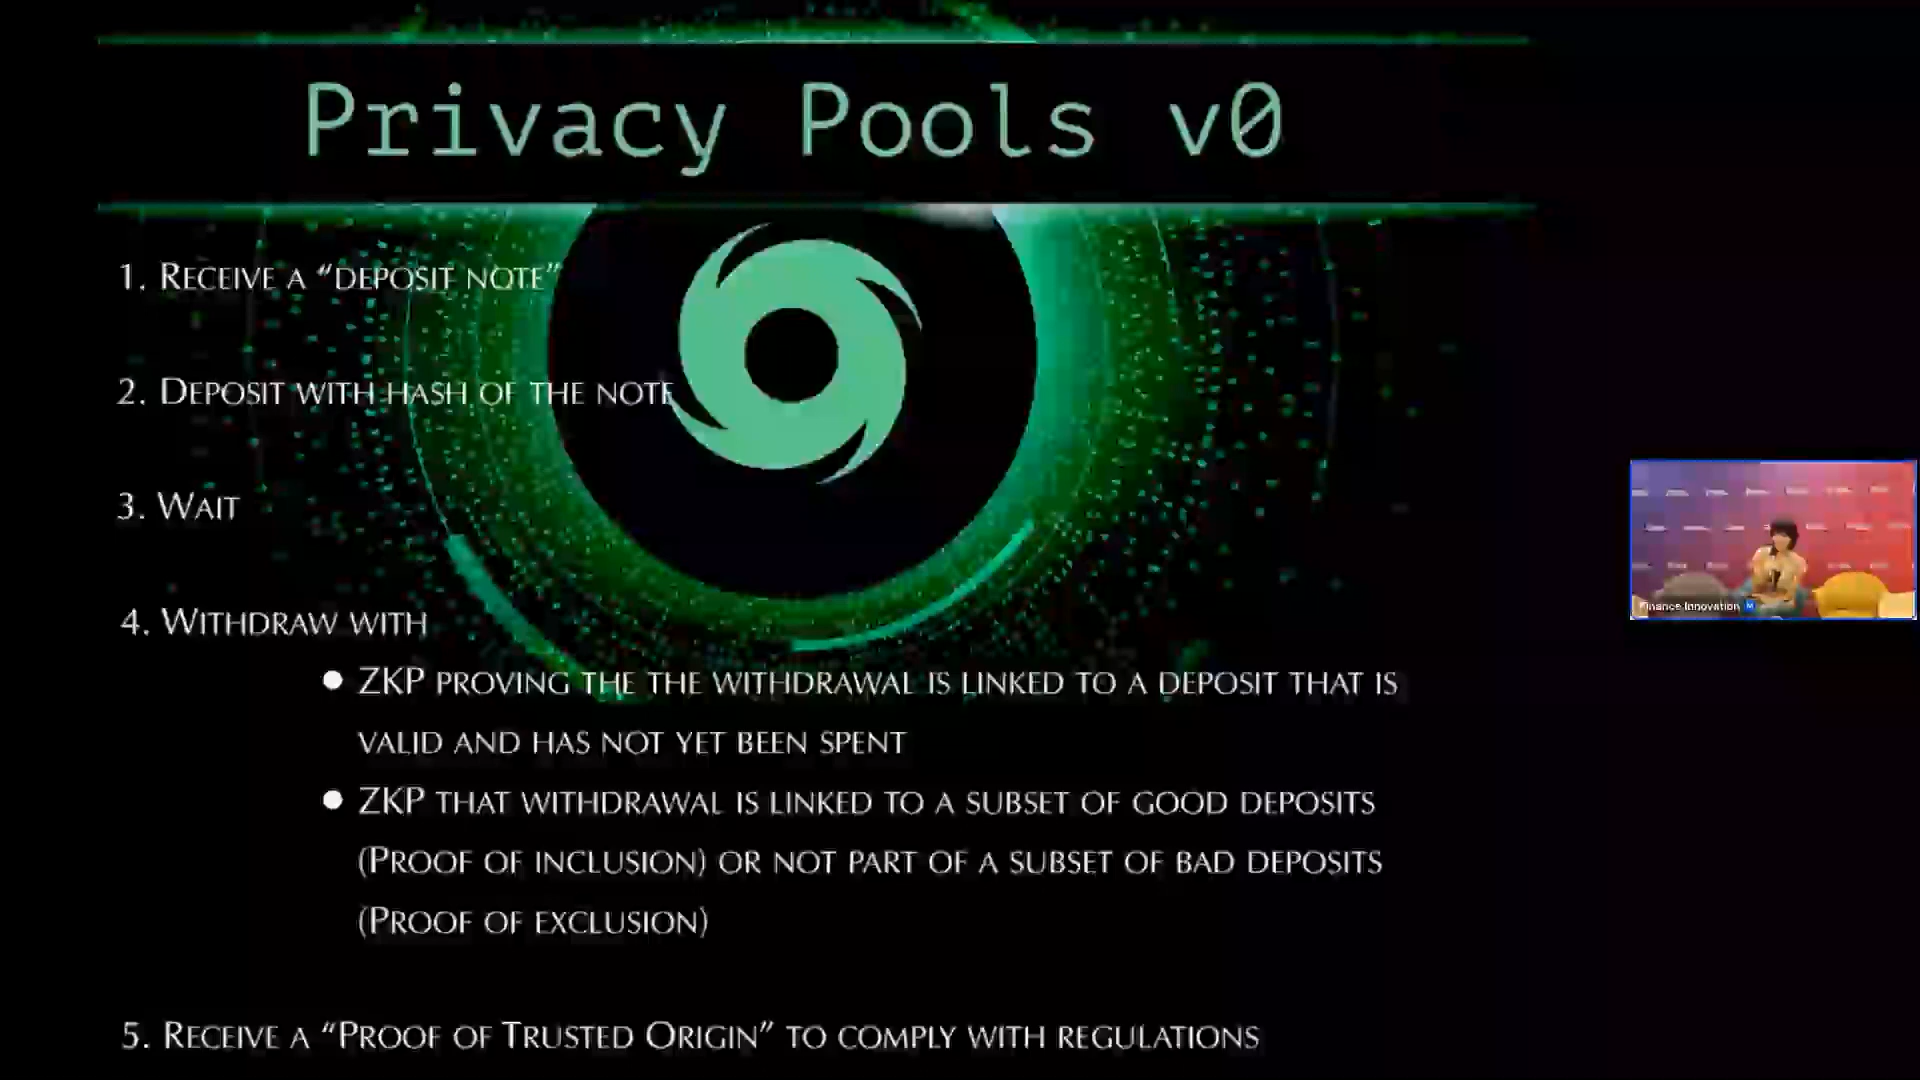 Privacy Pools v0
1. Receive a “deposit note”
2. Deposit with hash of the note
3. Wait
4. Withdraw with
● ZKP proving the the withdrawal is linked to a deposit that is
valid and has not yet been spent
● ZKP that withdrawal is linked to a subset of good deposits
(Proof of inclusion) or not part of a subset of bad deposits
(Proof of exclusion)
5. Receive a “Proof of Trusted Origin” to comply with regulations
Finance Innovation